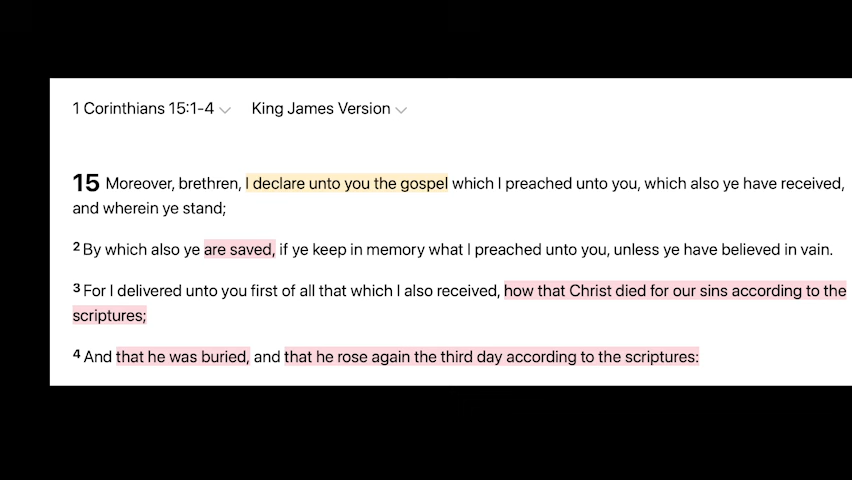 1 Corinthians 15:1-4 King James Version
15 Moreover, brethren, I declare unto you the gospel which I preached unto you, which also ye have received,
and wherein ye stand;
2 By which also ye are saved, if ye keep in memory what I preached unto you, unless ye have believed in vain.
3 For I delivered unto you first of all that which I also received, how that Christ died for our sins according to the
scriptures;
4 And that he was buried, and that he rose again the third day according to the scriptures: